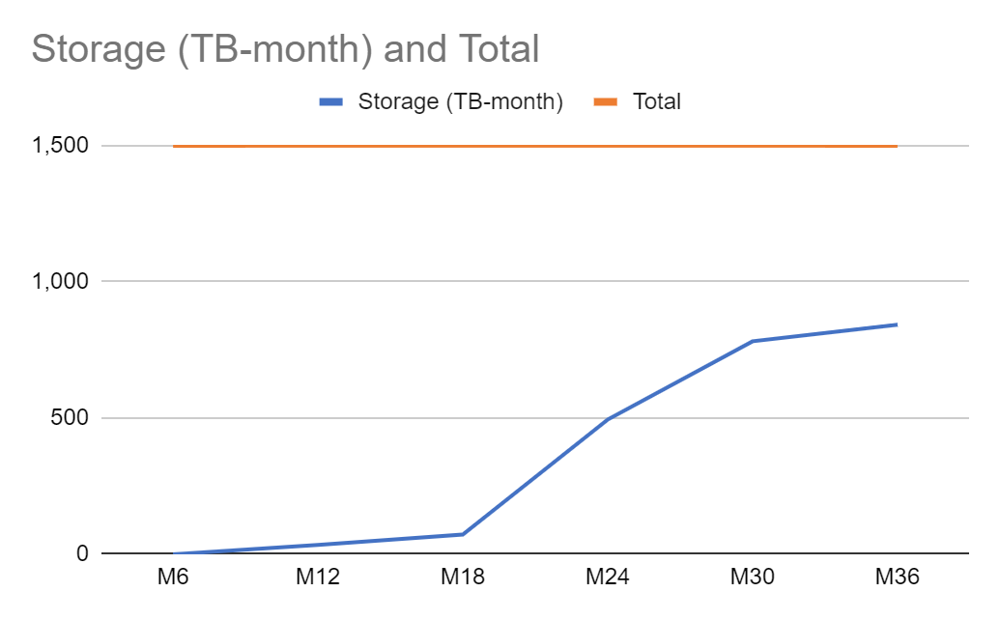 Storage (TB-month) and Total
Storage (TB-month) Total
1,500
1,000
500
0
M6 M12 M18 M24 M30 M36